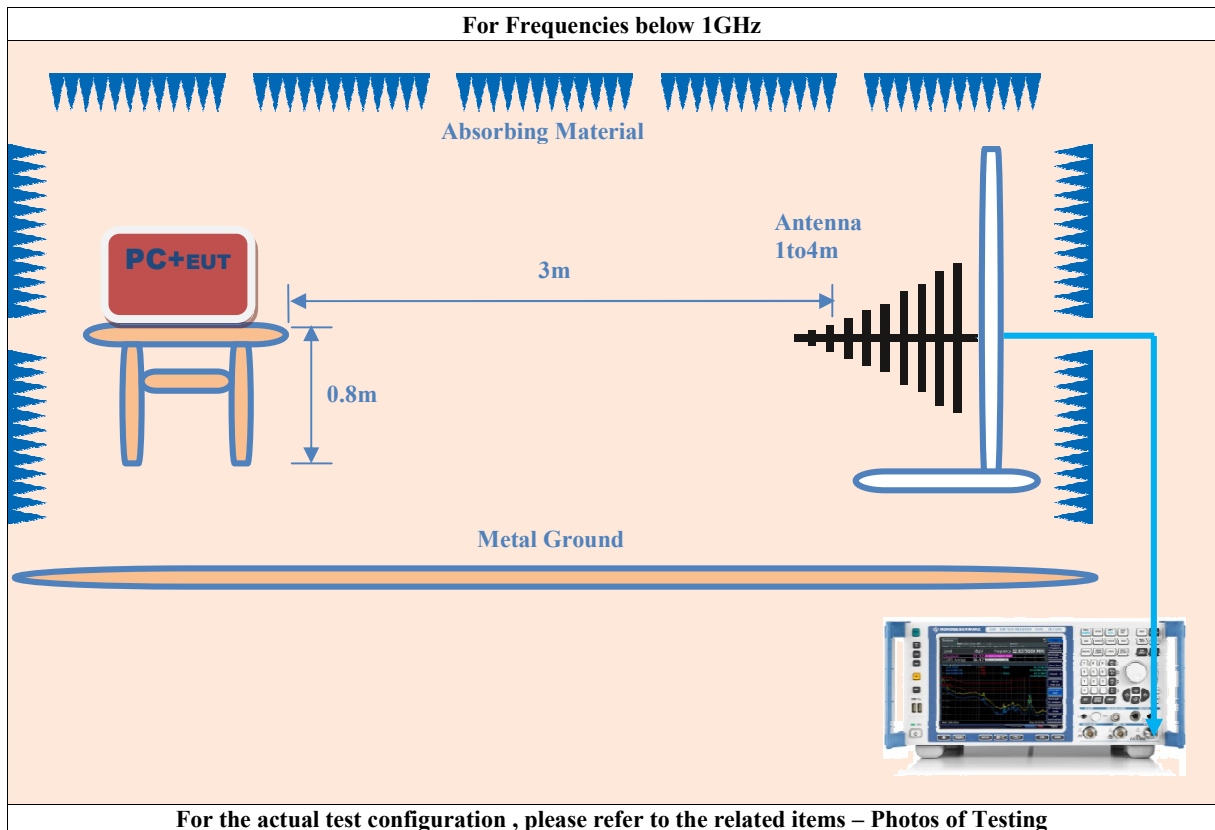 For Frequencies below 1GHz
Absorbing Material
Antenna
1to4m
PC+EUT
3m
0.8m
Metal Ground
For the actual test configuration , please refer to the related items – Photos of Testing